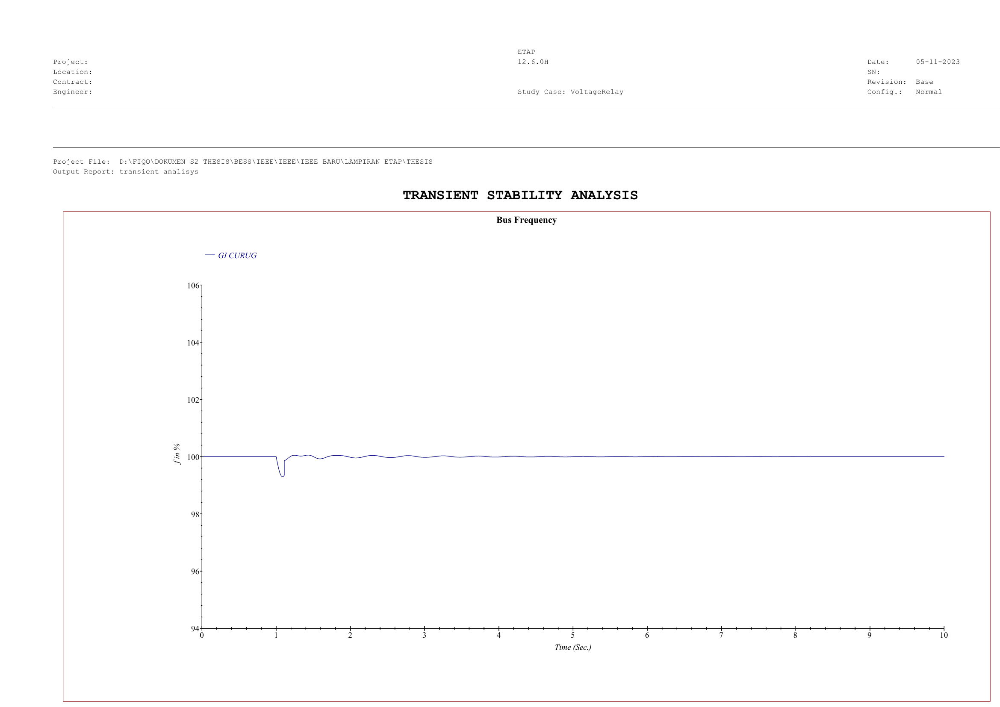 ETAP
Project: 12.6.0H Date: 05-11-2023
Location: SN:
Contract: Revision: Base
Engineer: Study Case: VoltageRelay Config.: Normal
Project File: D:\FIQO\DOKUMEN S2 THESIS\BESS\IEEE\IEEE\IEEE BARU\LAMPIRAN ETAP\THESIS
Output Report: transient analisys
TRANSIENT STABILITY ANALYSIS
Bus Frequency
GI CURUG
106
104
102
100
98
96
94
f in %
0 1 2 3 4 5 6 7 8 9 10
Time (Sec.)